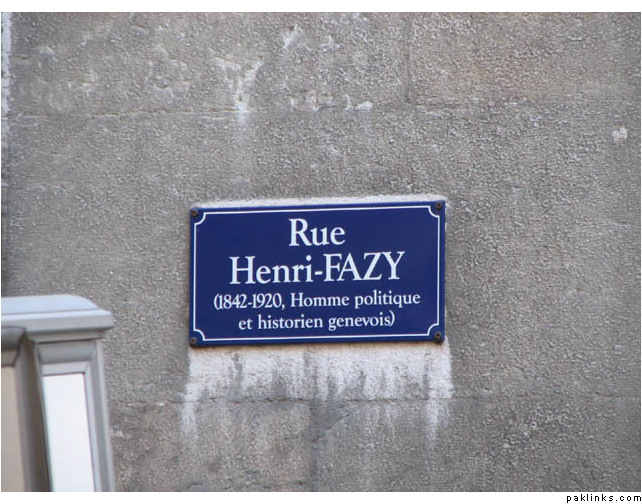 Rue
Henri-FAZY
(1842-1920, Homme politique
et historien genevois)
paklinks.com